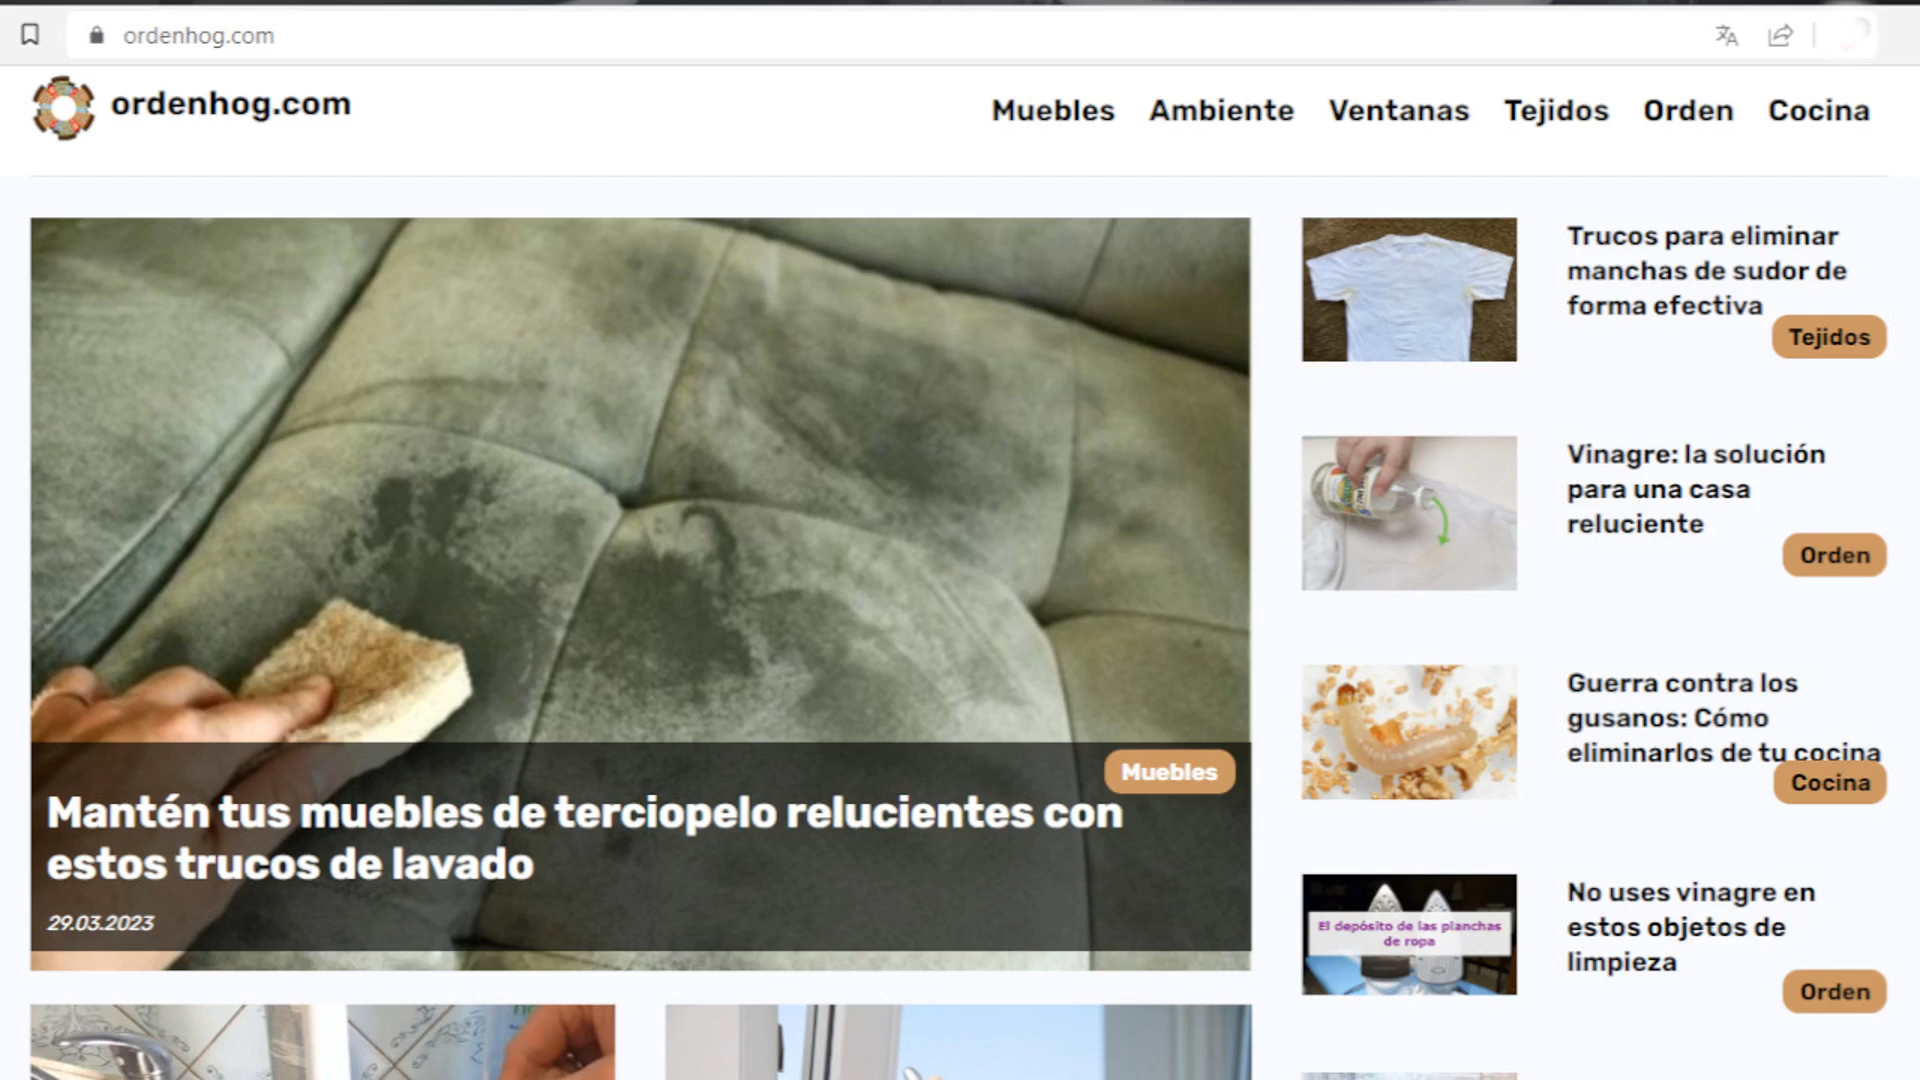 ordenhog.com
ordenhog.com
Muebles Ambiente Ventanas Tejidos Orden Cocina
Muebles
Mantén tus muebles de terciopelo relucientes con
estos trucos de lavado
29.03.2023
Trucos para eliminar
manchas de sudor de
forma efectiva
Tejidos
Vinagre: la solución
para una casa
reluciente
Orden
Guerra contra los
gusanos: Cómo
eliminarlos de tu cocina
Cocina
El depósito de las planchas
de ropa
No uses vinagre en
estos objetos de
limpieza
Orden